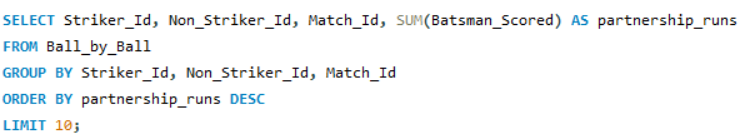 SELECT Striker_Id, Non_Striker_Id, Match_Id, SUM(Batsman_Scored) AS partnership_runs
FROM Ball_by_Ball
GROUP BY Striker_Id, Non_Striker_Id, Match_Id
ORDER BY partnership_runs DESC
LIMIT 10;